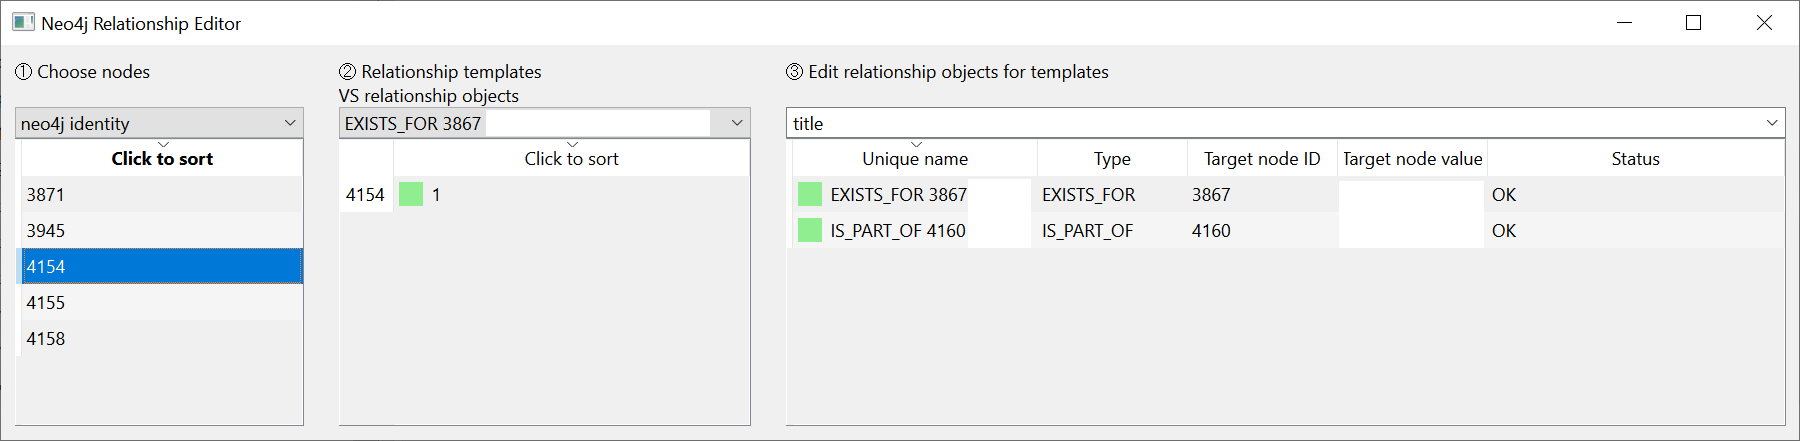 Neo4j Relationship Editor
① Choose nodes
neo4j identity
Click to sort
3871
3945
4154
4155
4158
② Relationship templates
VS relationship objects
EXISTS_FOR 3867
Click to sort
4154 1
③ Edit relationship objects for templates
title
Unique name Type Target node ID Target node value Status
EXISTS_FOR 3867 EXISTS_FOR 3867 OK
IS_PART_OF 4160 IS_PART_OF 4160 OK